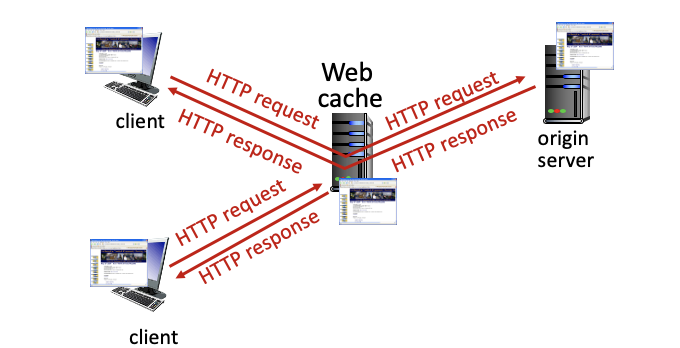 Web
cache
HTTP request
HTTP response
client
HTTP request
HTTP response
origin
server
HTTP request
HTTP response
client